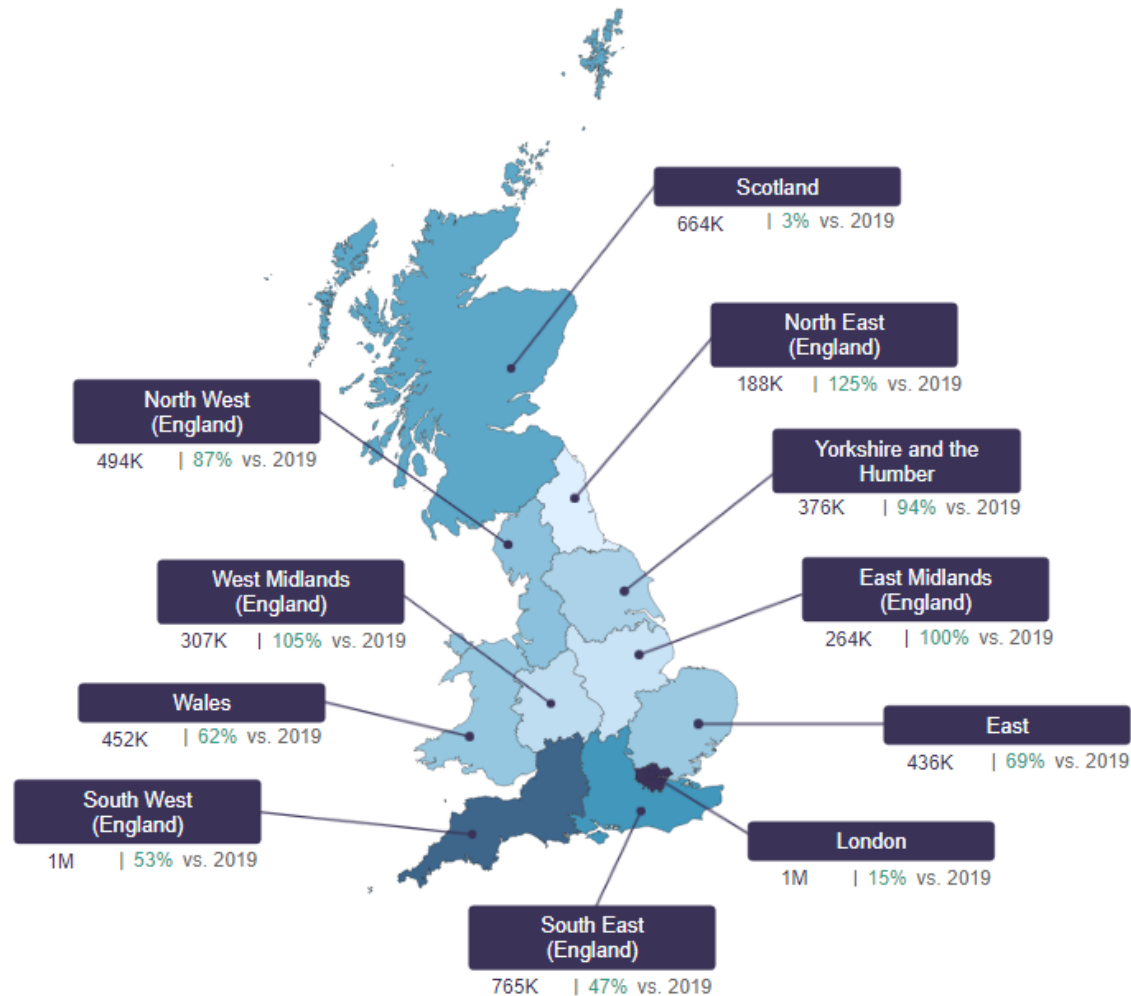 Scotland
664K | 3% vs. 2019
North East
(England)
188K | 125% vs. 2019
North West
(England)
494K | 87% vs. 2019
Yorkshire and the
Humber
376K | 94% vs. 2019
West Midlands
(England)
307K | 105% vs. 2019
East Midlands
(England)
264K | 100% vs. 2019
Wales
452K | 62% vs. 2019
East
436K | 69% vs. 2019
South West
(England)
1M | 53% vs. 2019
London
1M | 15% vs. 2019
South East
(England)
765K | 47% vs. 2019